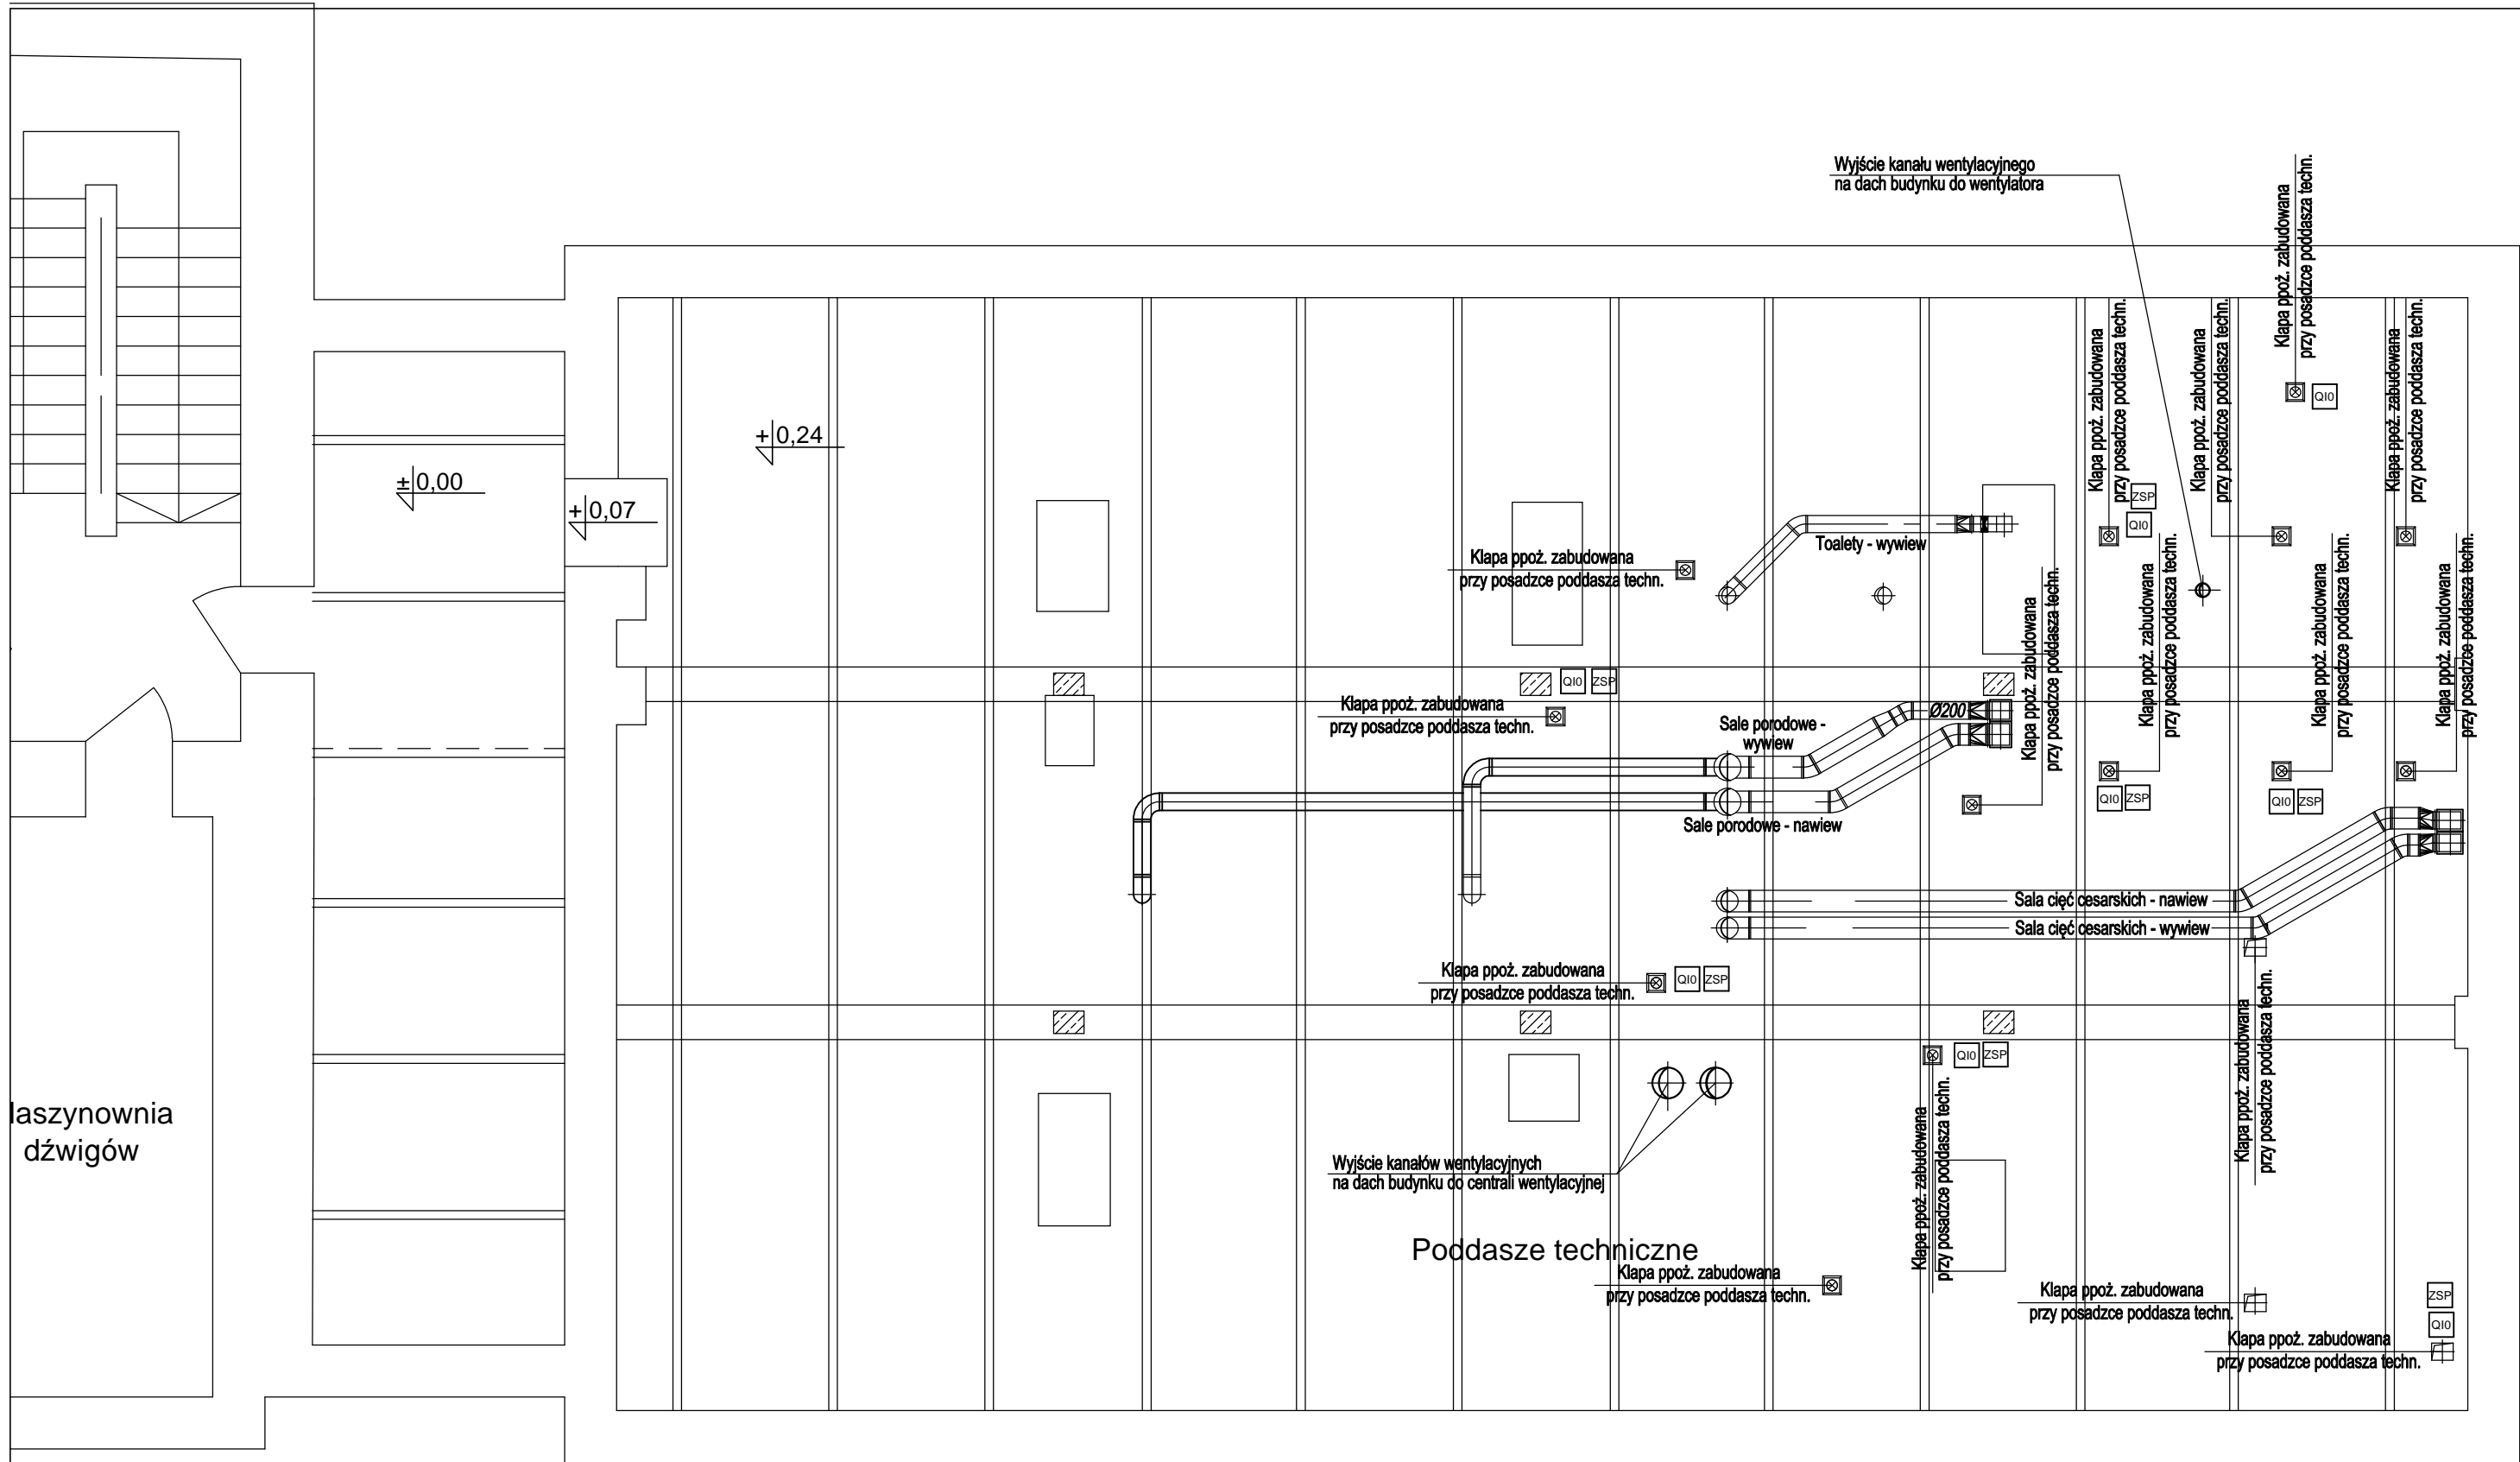 Wyjście kanału wentylacyjnego
na dach budynku do wentylatora
Klapa ppoż. zabudowana
przy posadzce poddasza techn.
QI0
Klapa ppoż. zabudowana
przy posadzce poddasza techn.
Klapa ppoż. zabudowana
przy posadzce poddasza techn.
Klapa ppoż. zabudowana
przy posadzce poddasza techn.
+0,24
±0,00
+0,07
ZSP
QI0
Toalety - wywiew
Klapa ppoż. zabudowana
przy posadzce poddasza techn.
Klapa ppoż. zabudowana
przy posadzce poddasza techn.
Klapa ppoż. zabudowana
przy posadzce poddasza techn.
Klapa ppoż. zabudowana
przy posadzce poddasza techn.
Klapa ppoż. zabudowana
przy posadzce poddasza techn.
QI0 ZSP
Klapa ppoż. zabudowana
przy posadzce poddasza techn.
Ø200
Sale porodowe -
wywiew
Sale porodowe - nawiew
QI0 ZSP
QI0 ZSP
Sala cięć cesarskich - nawiew
Sala cięć cesarskich - wywiew
Klapa ppoż. zabudowana
przy posadzce poddasza techn.
QI0 ZSP
Klapa ppoż. zabudowana
przy posadzce poddasza techn.
QI0 ZSP
Klapa ppoż. zabudowana
przy posadzce poddasza techn.
aszynownia
dźwigów
Wyjście kanałów wentylacyjnych
na dach budynku do centrali wentylacyjnej
Poddasze techniczne
Klapa ppoż. zabudowana
przy posadzce poddasza techn.
Klapa ppoż. zabudowana
przy posadzce poddasza techn.
ZSP
QI0
Klapa ppoż. zabudowana
przy posadzce poddasza techn.